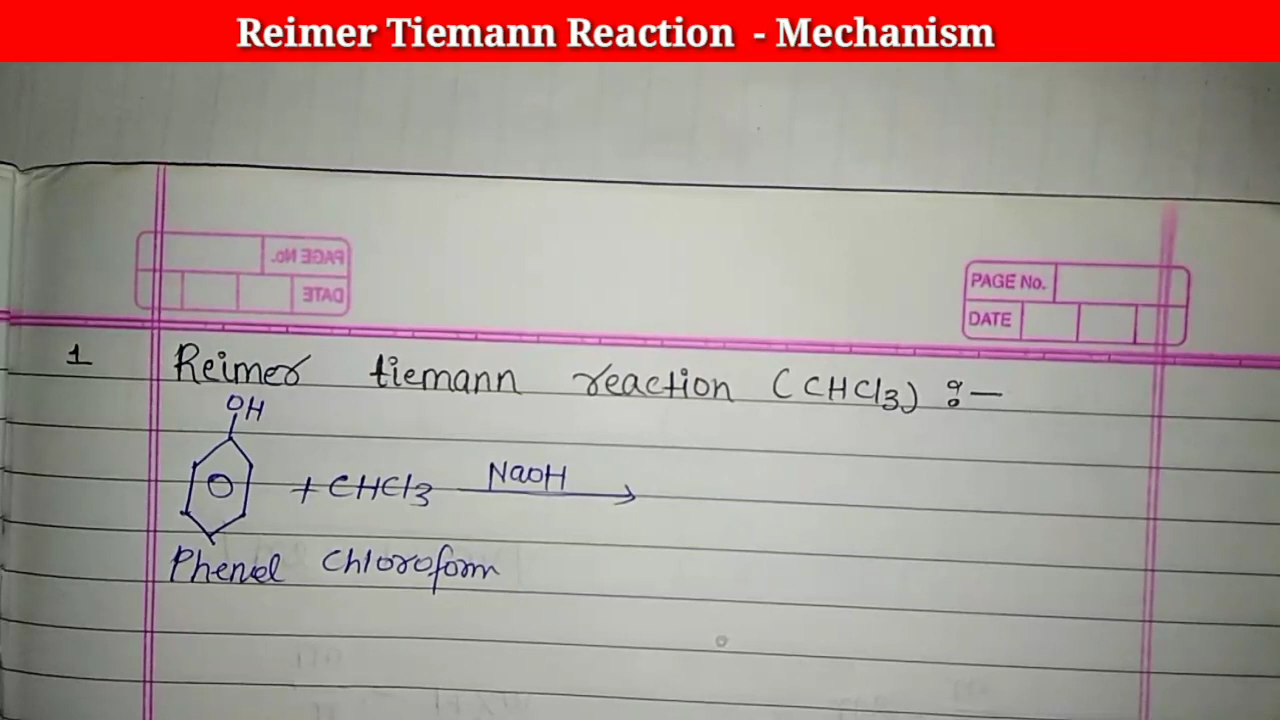 Reimer Tiemann Reaction - Mechanism
PAGE No.
DATE
PAGE No.
DATE
1 Reimer tiemann reaction (CHCl3) :-
OH
+ CHCl3 NaOH
Phenol Chloroform